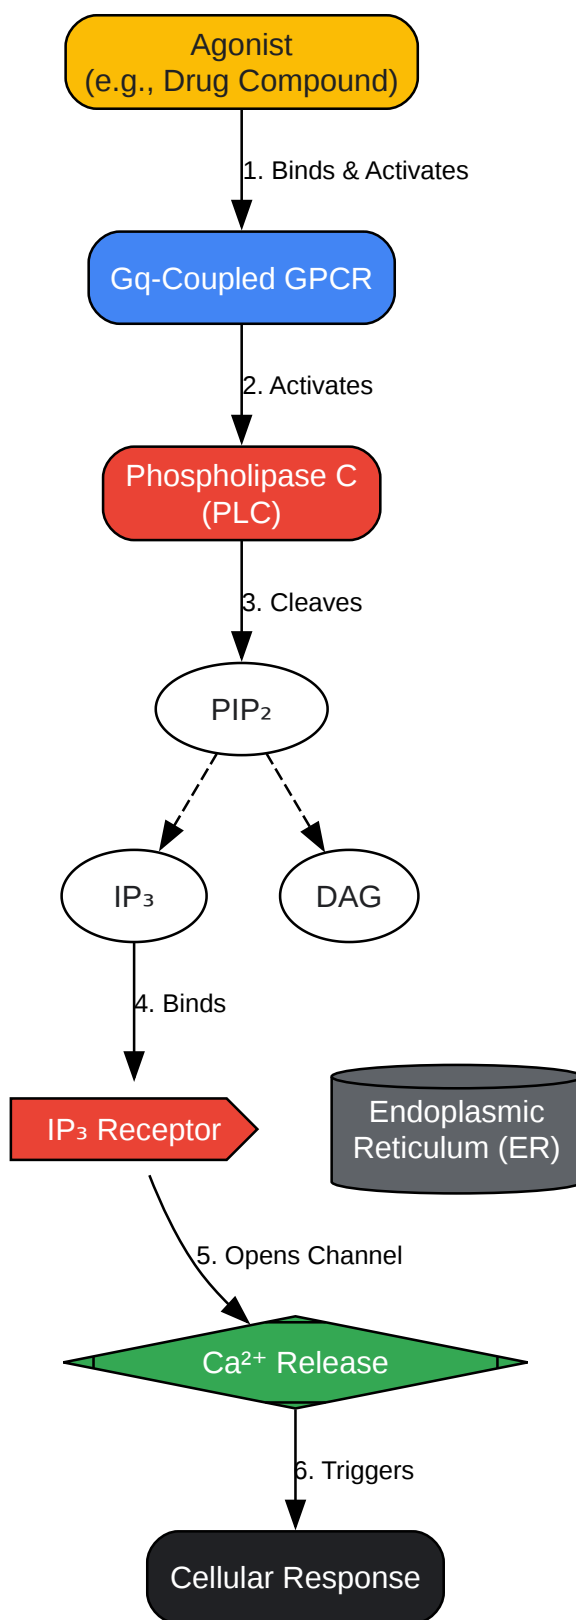 Agonist
(e.g., Drug Compound)
1. Binds & Activates
Gq-Coupled GPCR
2. Activates
Phospholipase C
(PLC)
3. Cleaves
PIP₂
IP₃
DAG
4. Binds
IP₃ Receptor
Endoplasmic
Reticulum (ER)
5. Opens Channel
Ca²⁺ Release
6. Triggers
Cellular Response